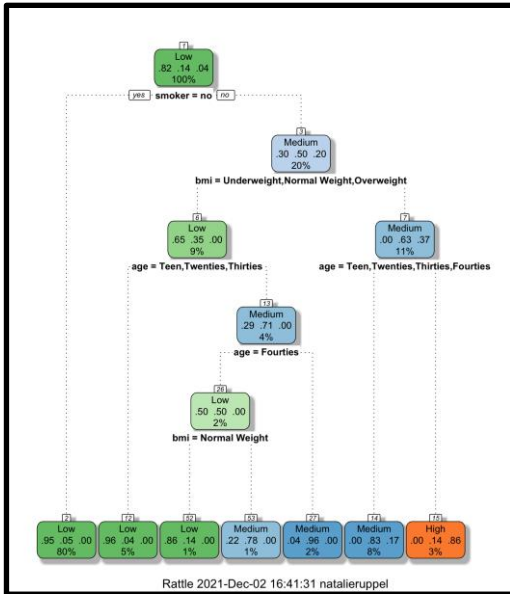 1
Low
.82 .14 .04
100%
yes smoker = no no
3
Medium
.30 .50 .20
20%
bmi = Underweight,Normal Weight,Overweight
6 7
Low Medium
.65 .35 .00 .00 .63 .37
9% 11%
age = Teen,Twenties,Thirties age = Teen,Twenties,Thirties,Fourties
13
Medium
.29 .71 .00
4%
age = Fourties
26
Low
.50 .50 .00
2%
bmi = Normal Weight
2 12 52 53 27 14 15
Low Low Low Medium Medium Medium High
.95 .05 .00 .96 .04 .00 .86 .14 .00 .22 .78 .00 .04 .96 .00 .00 .83 .17 .00 .14 .86
80% 5% 1% 1% 2% 8% 3%
Rattle 2021-Dec-02 16:41:31 natalieruppel